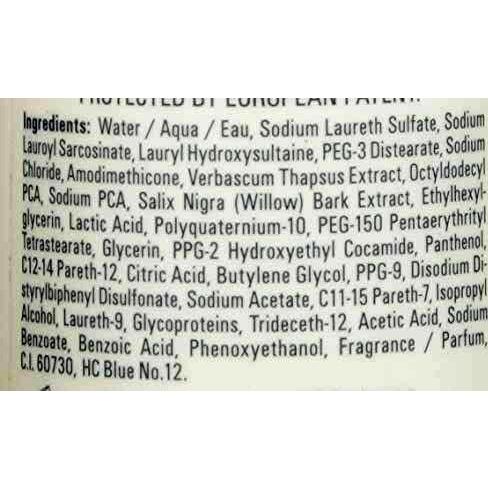 PROTECTED BY EUROPEAN PATENT.
Ingredients: Water / Aqua / Eau, Sodium Laureth Sulfate, Sodium
Lauroyl Sarcosinate, Lauryl Hydroxysultaine, PEG-3 Distearate, Sodium
Chloride, Amodimethicone, Verbascum Thapsus Extract, Octyldodecyl
PCA, Sodium PCA, Salix Nigra (Willow) Bark Extract, Ethylhexyl-
glycerin, Lactic Acid, Polyquaternium-10, PEG-150 Pentaerythrityl
Tetrastearate, Glycerin, PPG-2 Hydroxyethyl Cocamide, Panthenol,
C12-14 Pareth-12, Citric Acid, Butylene Glycol, PPG-9, Disodium Di-
styrylbiphenyl Disulfonate, Sodium Acetate, C11-15 Pareth-7, Isopropyl
Alcohol, Laureth-9, Glycoproteins, Trideceth-12, Acetic Acid, Sodium
Benzoate, Benzoic Acid, Phenoxyethanol, Fragrance / Parfum,
C.I. 60730, HC Blue No.12.